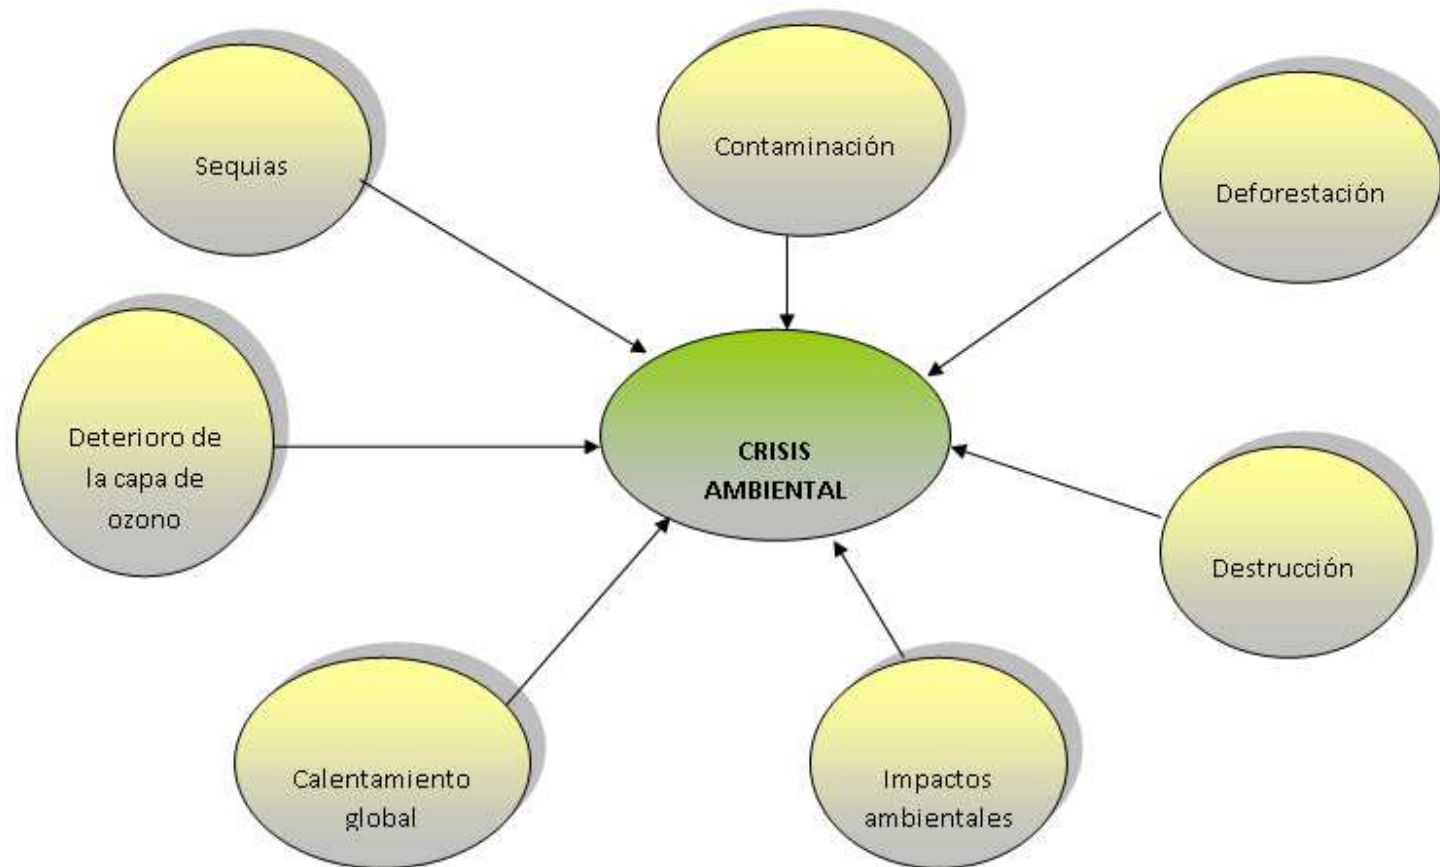 Sequias
Contaminación
Deforestación
Deterioro de
la capa de
ozono
CRISIS
AMBIENTAL
Destrucción
Calentamiento
global
Impactos
ambientales